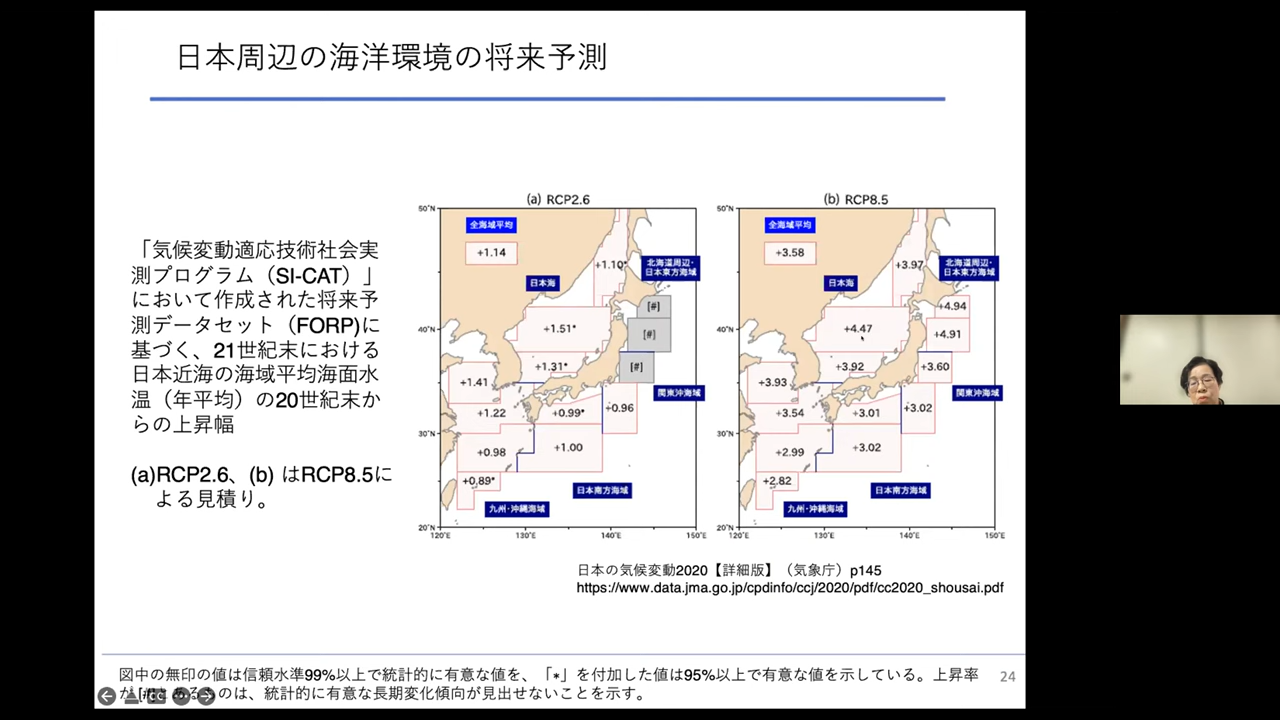 日本周辺の海洋環境の将来予測
「気候変動適応技術社会実
測プログラム（SI-CAT）」
において作成された将来予
測データセット（FORP)に
基づく、21世紀末における
日本近海の海域平均海面水
温（年平均）の20世紀末か
らの上昇幅
(a)RCP2.6、(b) はRCP8.5に
よる見積り。
(a) RCP2.6
50°N
40°N
30°N
20°N
120°E
130°E
140°E
150°E
全海域平均
+1.14
+1.10*
北海道周辺・
日本東方海域
日本海
[#]
+1.51*
[#]
+1.31*
[#]
+1.41
関東沖海域
+1.22
+0.99*
+0.96
+0.98
+1.00
+0.89*
日本南方海域
九州・沖縄海域
(b) RCP8.5
50°N
40°N
30°N
20°N
120°E
130°E
140°E
150°E
全海域平均
+3.58
+3.97
北海道周辺・
日本東方海域
日本海
+4.94
+4.47
+4.91
+3.92
+3.60
+3.93
関東沖海域
+3.54
+3.01
+3.02
+2.99
+3.02
+2.82
日本南方海域
九州・沖縄海域
日本の気候変動2020【詳細版】（気象庁）p145
https://www.data.jma.go.jp/cpdinfo/ccj/2020/pdf/cc2020_shousai.pdf
図中の無印の値は信頼水準99%以上で統計的に有意な値を、「*」を付加した値は95%以上で有意な値を示している。上昇率
は、統計的に有意な長期変化傾向が見出せないことを示す。
24